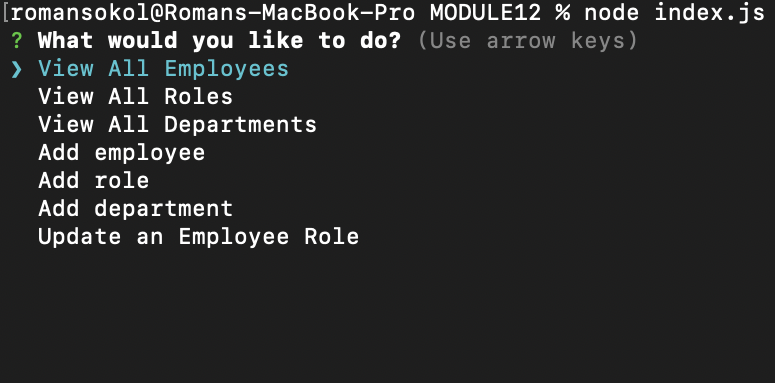 [romansokol@Romans-MacBook-Pro MODULE12 % node index.js
? What would you like to do? (Use arrow keys)
❯ View All Employees
View All Roles
View All Departments
Add employee
Add role
Add department
Update an Employee Role